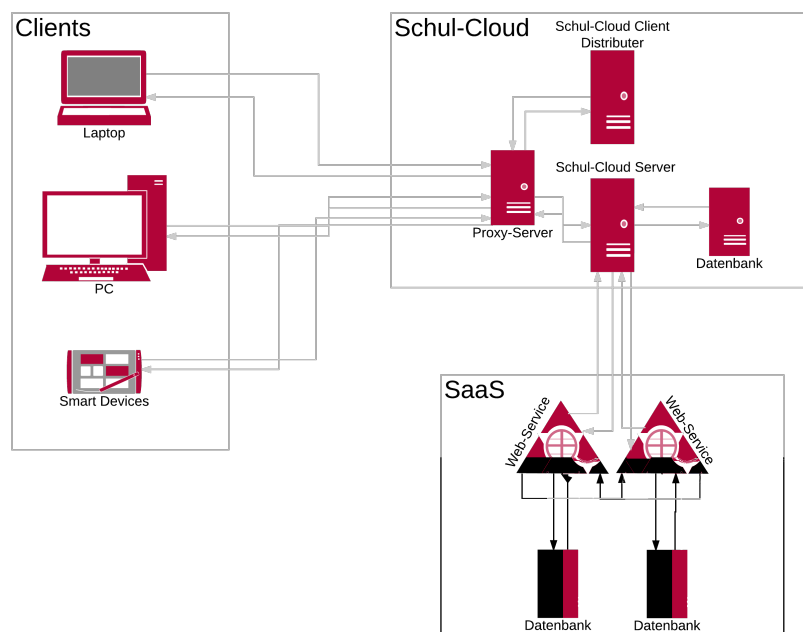 Clients
Laptop
PC
Smart Devices
Schul-Cloud
Schul-Cloud Client
Distributer
Proxy-Server
Schul-Cloud Server
Datenbank
SaaS
Web-Service
Web-Service
Datenbank
Datenbank